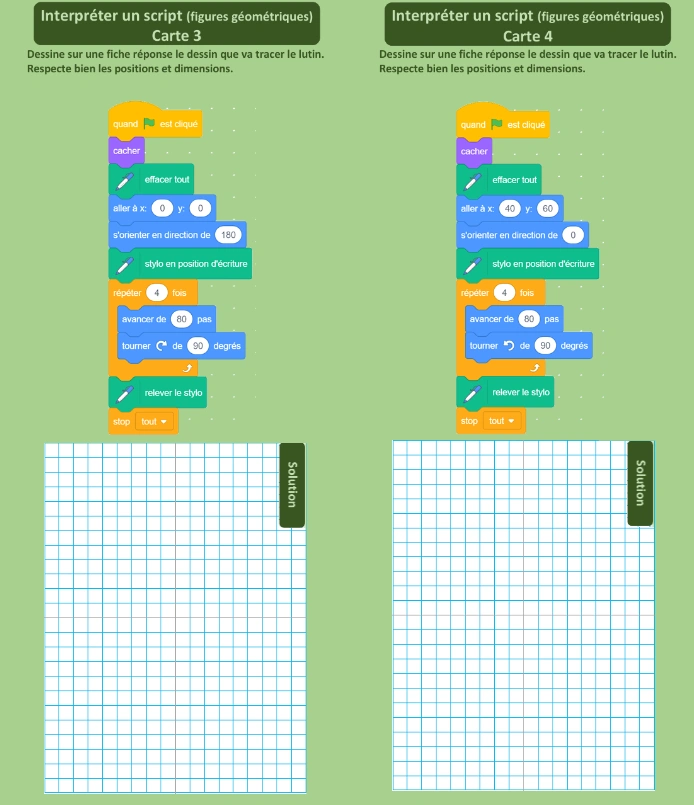 Interpréter un script (figures géométriques)
Carte 3
Dessine sur une fiche réponse le dessin que va tracer le lutin.
Respecte bien les positions et dimensions.
quand est cliqué
cacher
effacer tout
aller à x: 0 y: 0
s'orienter en direction de 180
stylo en position d'écriture
répéter 4 fois
avancer de 80 pas
tourner de 90 degrés
relever le stylo
stop tout
Solution
Interpréter un script (figures géométriques)
Carte 4
Dessine sur une fiche réponse le dessin que va tracer le lutin.
Respecte bien les positions et dimensions.
quand est cliqué
cacher
effacer tout
aller à x: 40 y: 60
s'orienter en direction de 0
stylo en position d'écriture
répéter 4 fois
avancer de 80 pas
tourner de 90 degrés
relever le stylo
stop tout
Solution